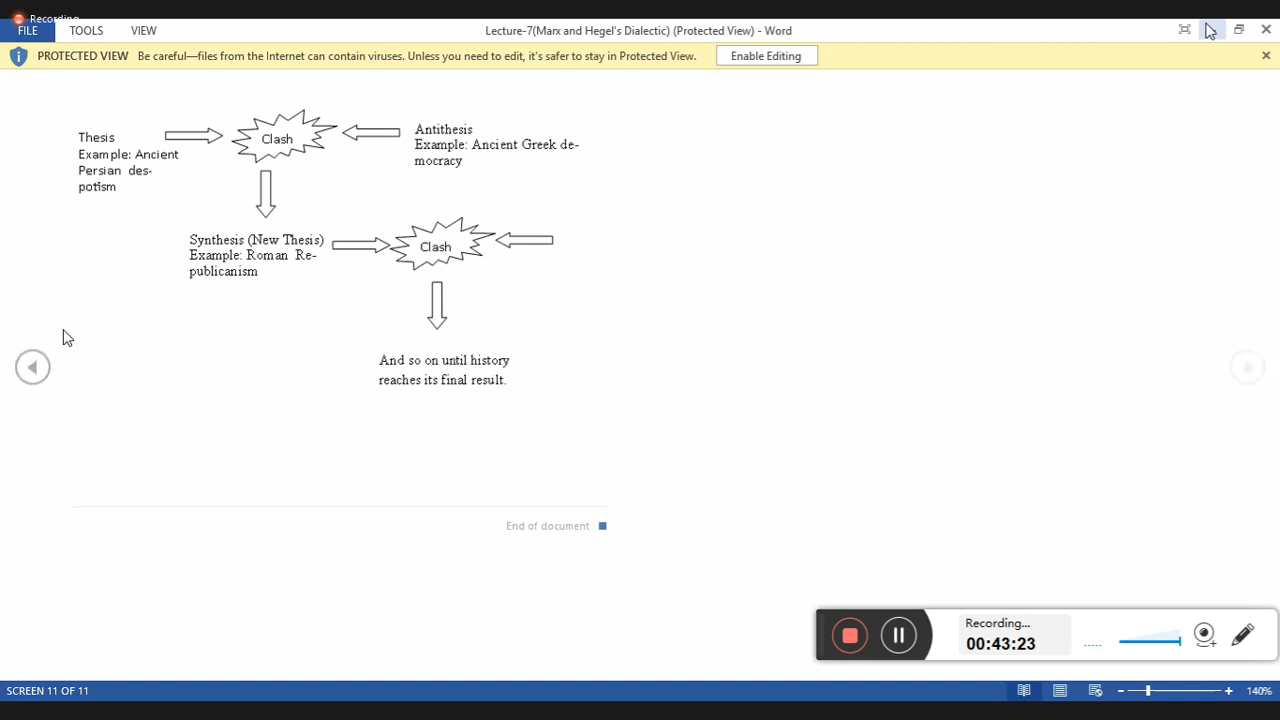 Recording
FILE TOOLS VIEW Lecture-7(Marx and Hegel's Dialectic) (Protected View) - Word
PROTECTED VIEW Be careful—files from the Internet can contain viruses. Unless you need to edit, it's safer to stay in Protected View. Enable Editing
Thesis
Example: Ancient
Persian des-
potism
Clash
Antithesis
Example: Ancient Greek de-
mocracy
Synthesis (New Thesis)
Example: Roman Re-
publicanism
Clash
And so on until history
reaches its final result.
End of document
Recording...
00:43:23
SCREEN 11 OF 11
140%